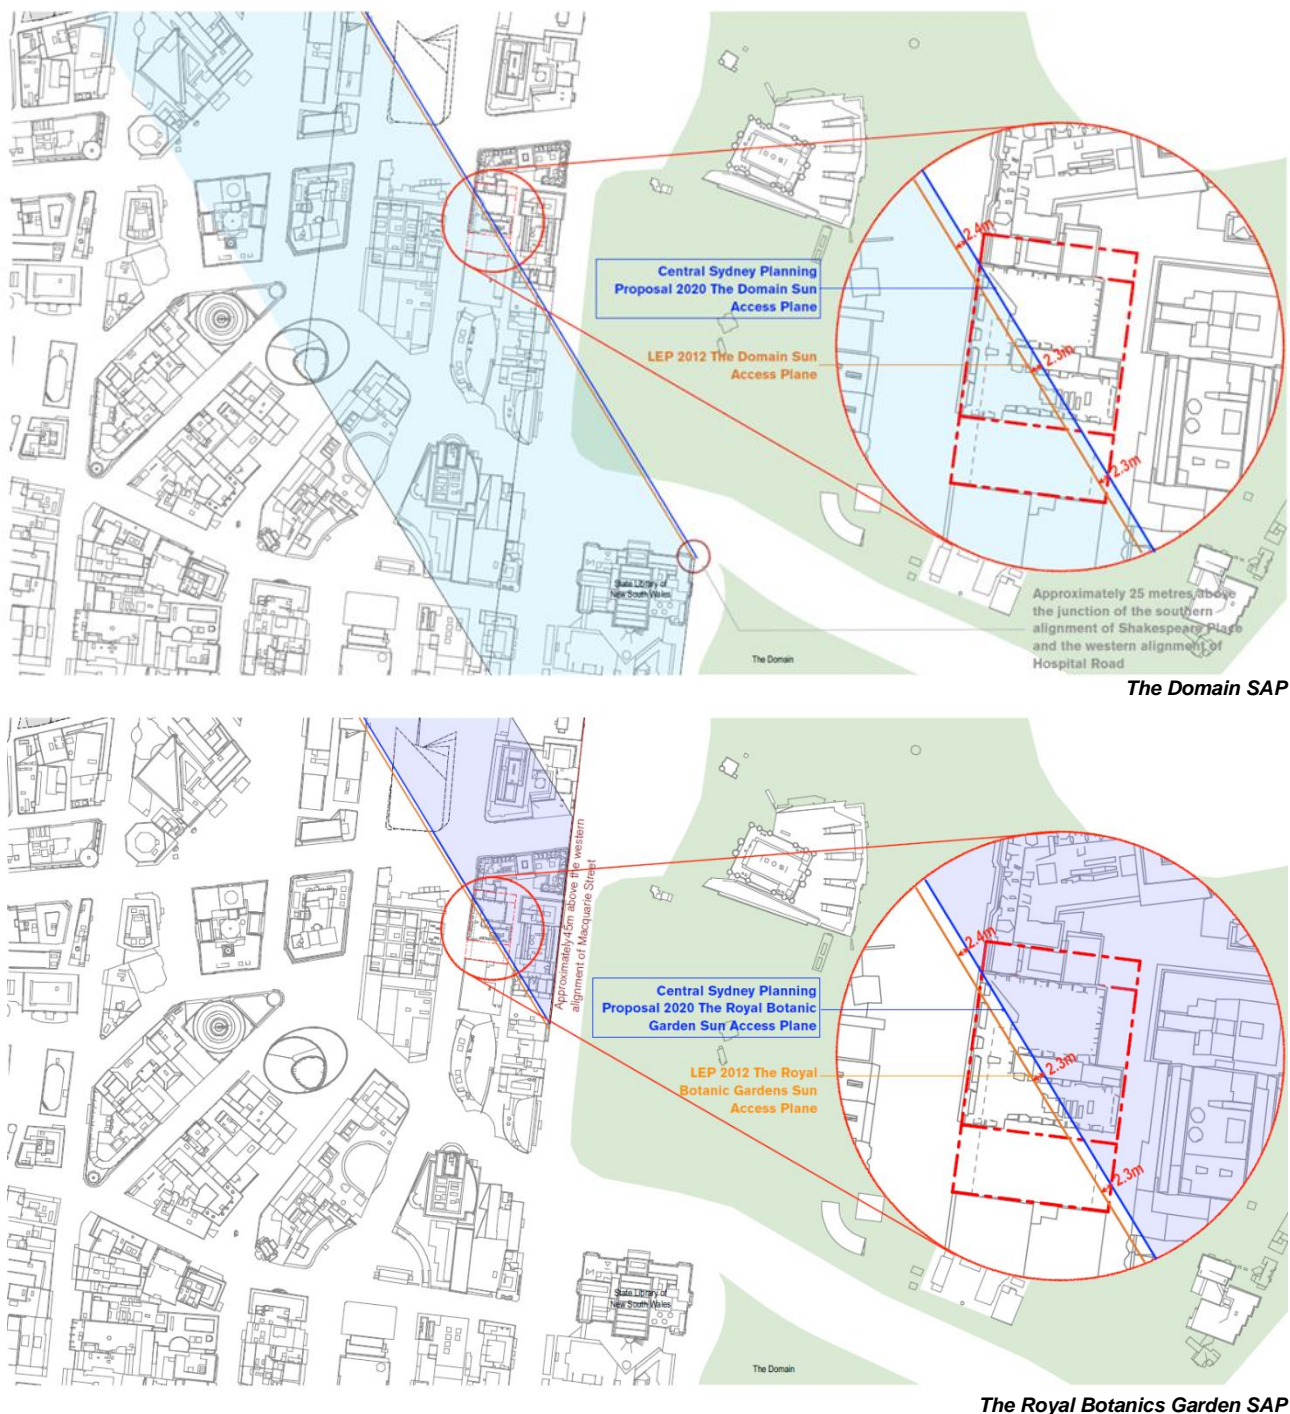 2.4m
Central Sydney Planning
Proposal 2020 The Domain Sun
Access Plane
LEP 2012 The Domain Sun
Access Plane
2.3m
2.3m
State Library of
New South Wales
Approximately 25 metres above
the junction of the southern
alignment of Shakespeare Place
and the western alignment of
Hospital Road
The Domain
The Domain SAP
Approximately 45m above the western
alignment of Macquarie Street
2.4m
Central Sydney Planning
Proposal 2020 The Royal Botanic
Garden Sun Access Plane
LEP 2012 The Royal
Botanic Gardens Sun
Access Plane
2.3m
2.3m
State Library of
New South Wales
The Domain
The Royal Botanics Garden SAP